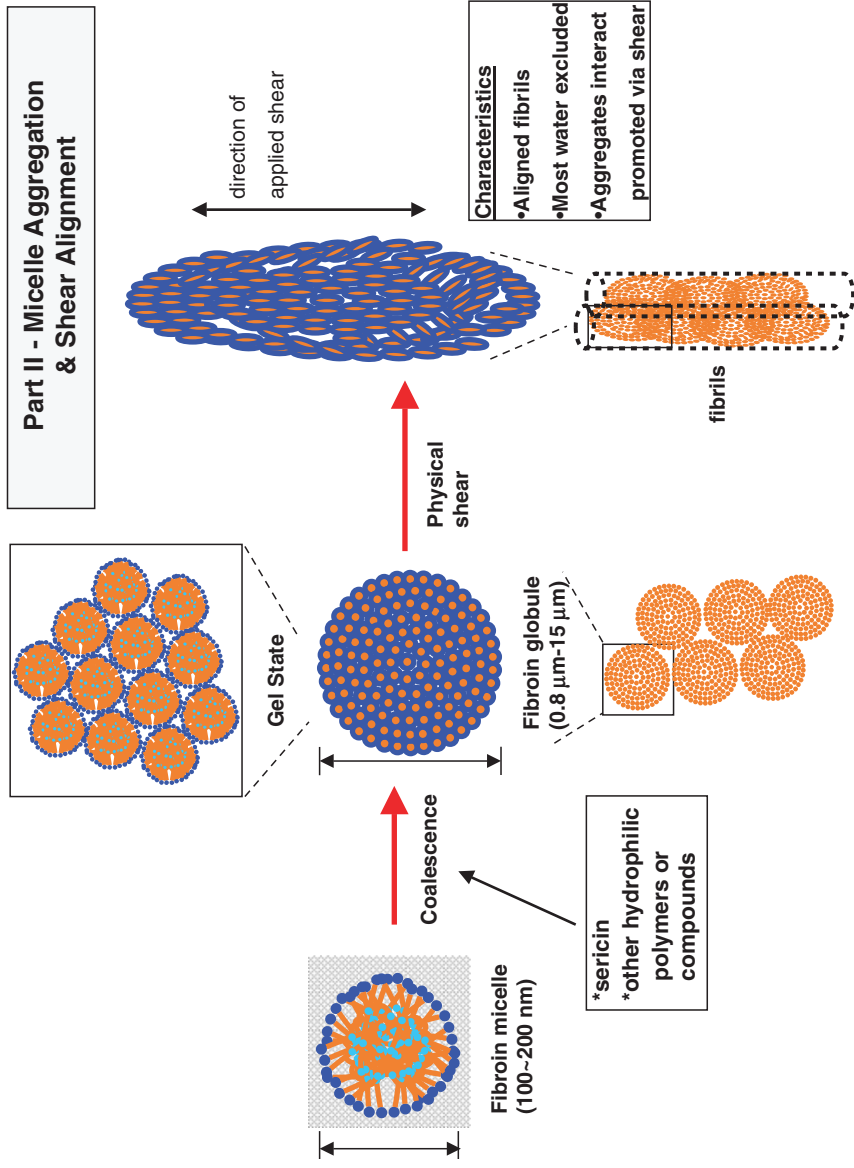 Part II - Micelle Aggregation
& Shear Alignment
Gel State
direction of
applied shear
Fibroin micelle
(100~200 nm)
Coalescence
*sericin
*other hydrophilic
polymers or
compounds
Fibroin globule
(0.8 μm-15 μm)
Physical
shear
fibrils
Characteristics
•Aligned fibrils
•Most water excluded
•Aggregates interact
promoted via shear